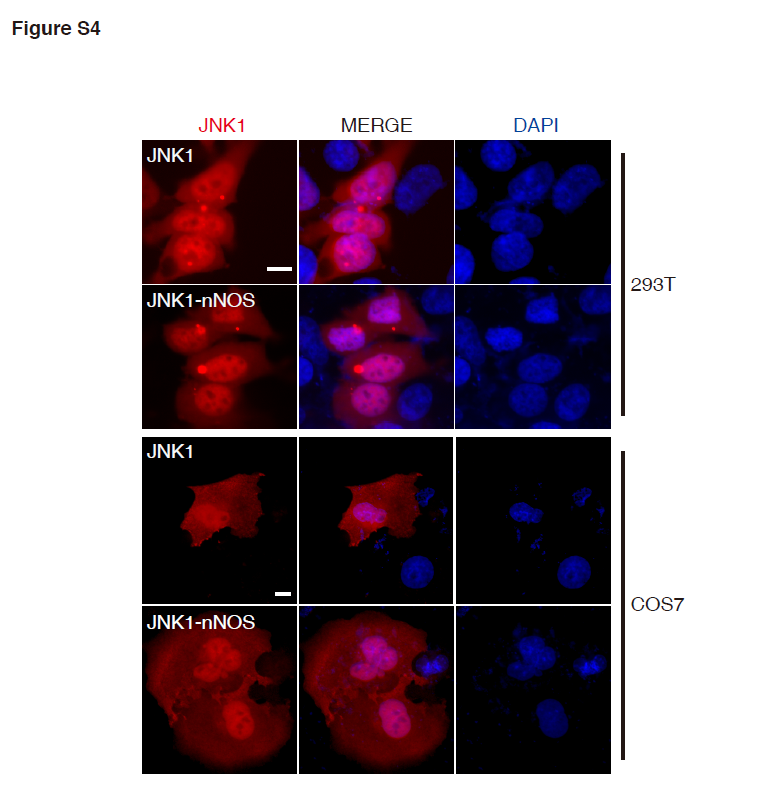 Figure S4
JNK1 MERGE DAPI
JNK1
JNK1-nNOS
293T
JNK1
JNK1-nNOS
COS7